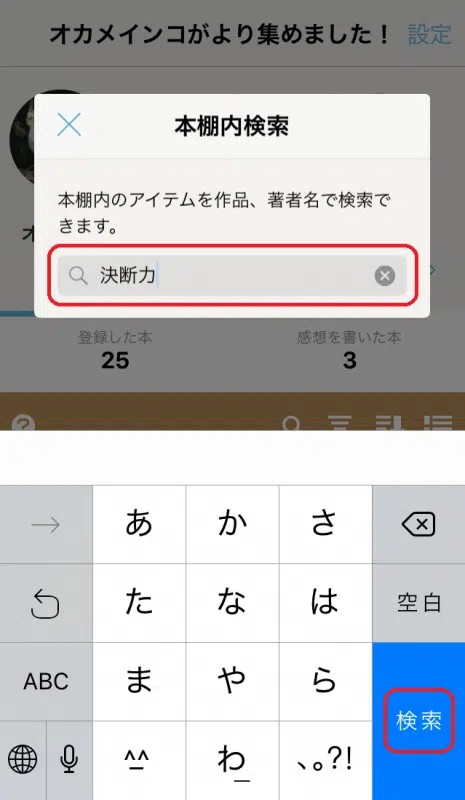 オカメインコがより集めました！ 設定
本棚内検索
本棚内のアイテムを作品、著者名で検索で
きます。
オ
決断力
登録した本 感想を書いた本
25 3
?
→ あ か さ
た な は 空白
ABC ま や ら 検索
^^ わ 、。?!